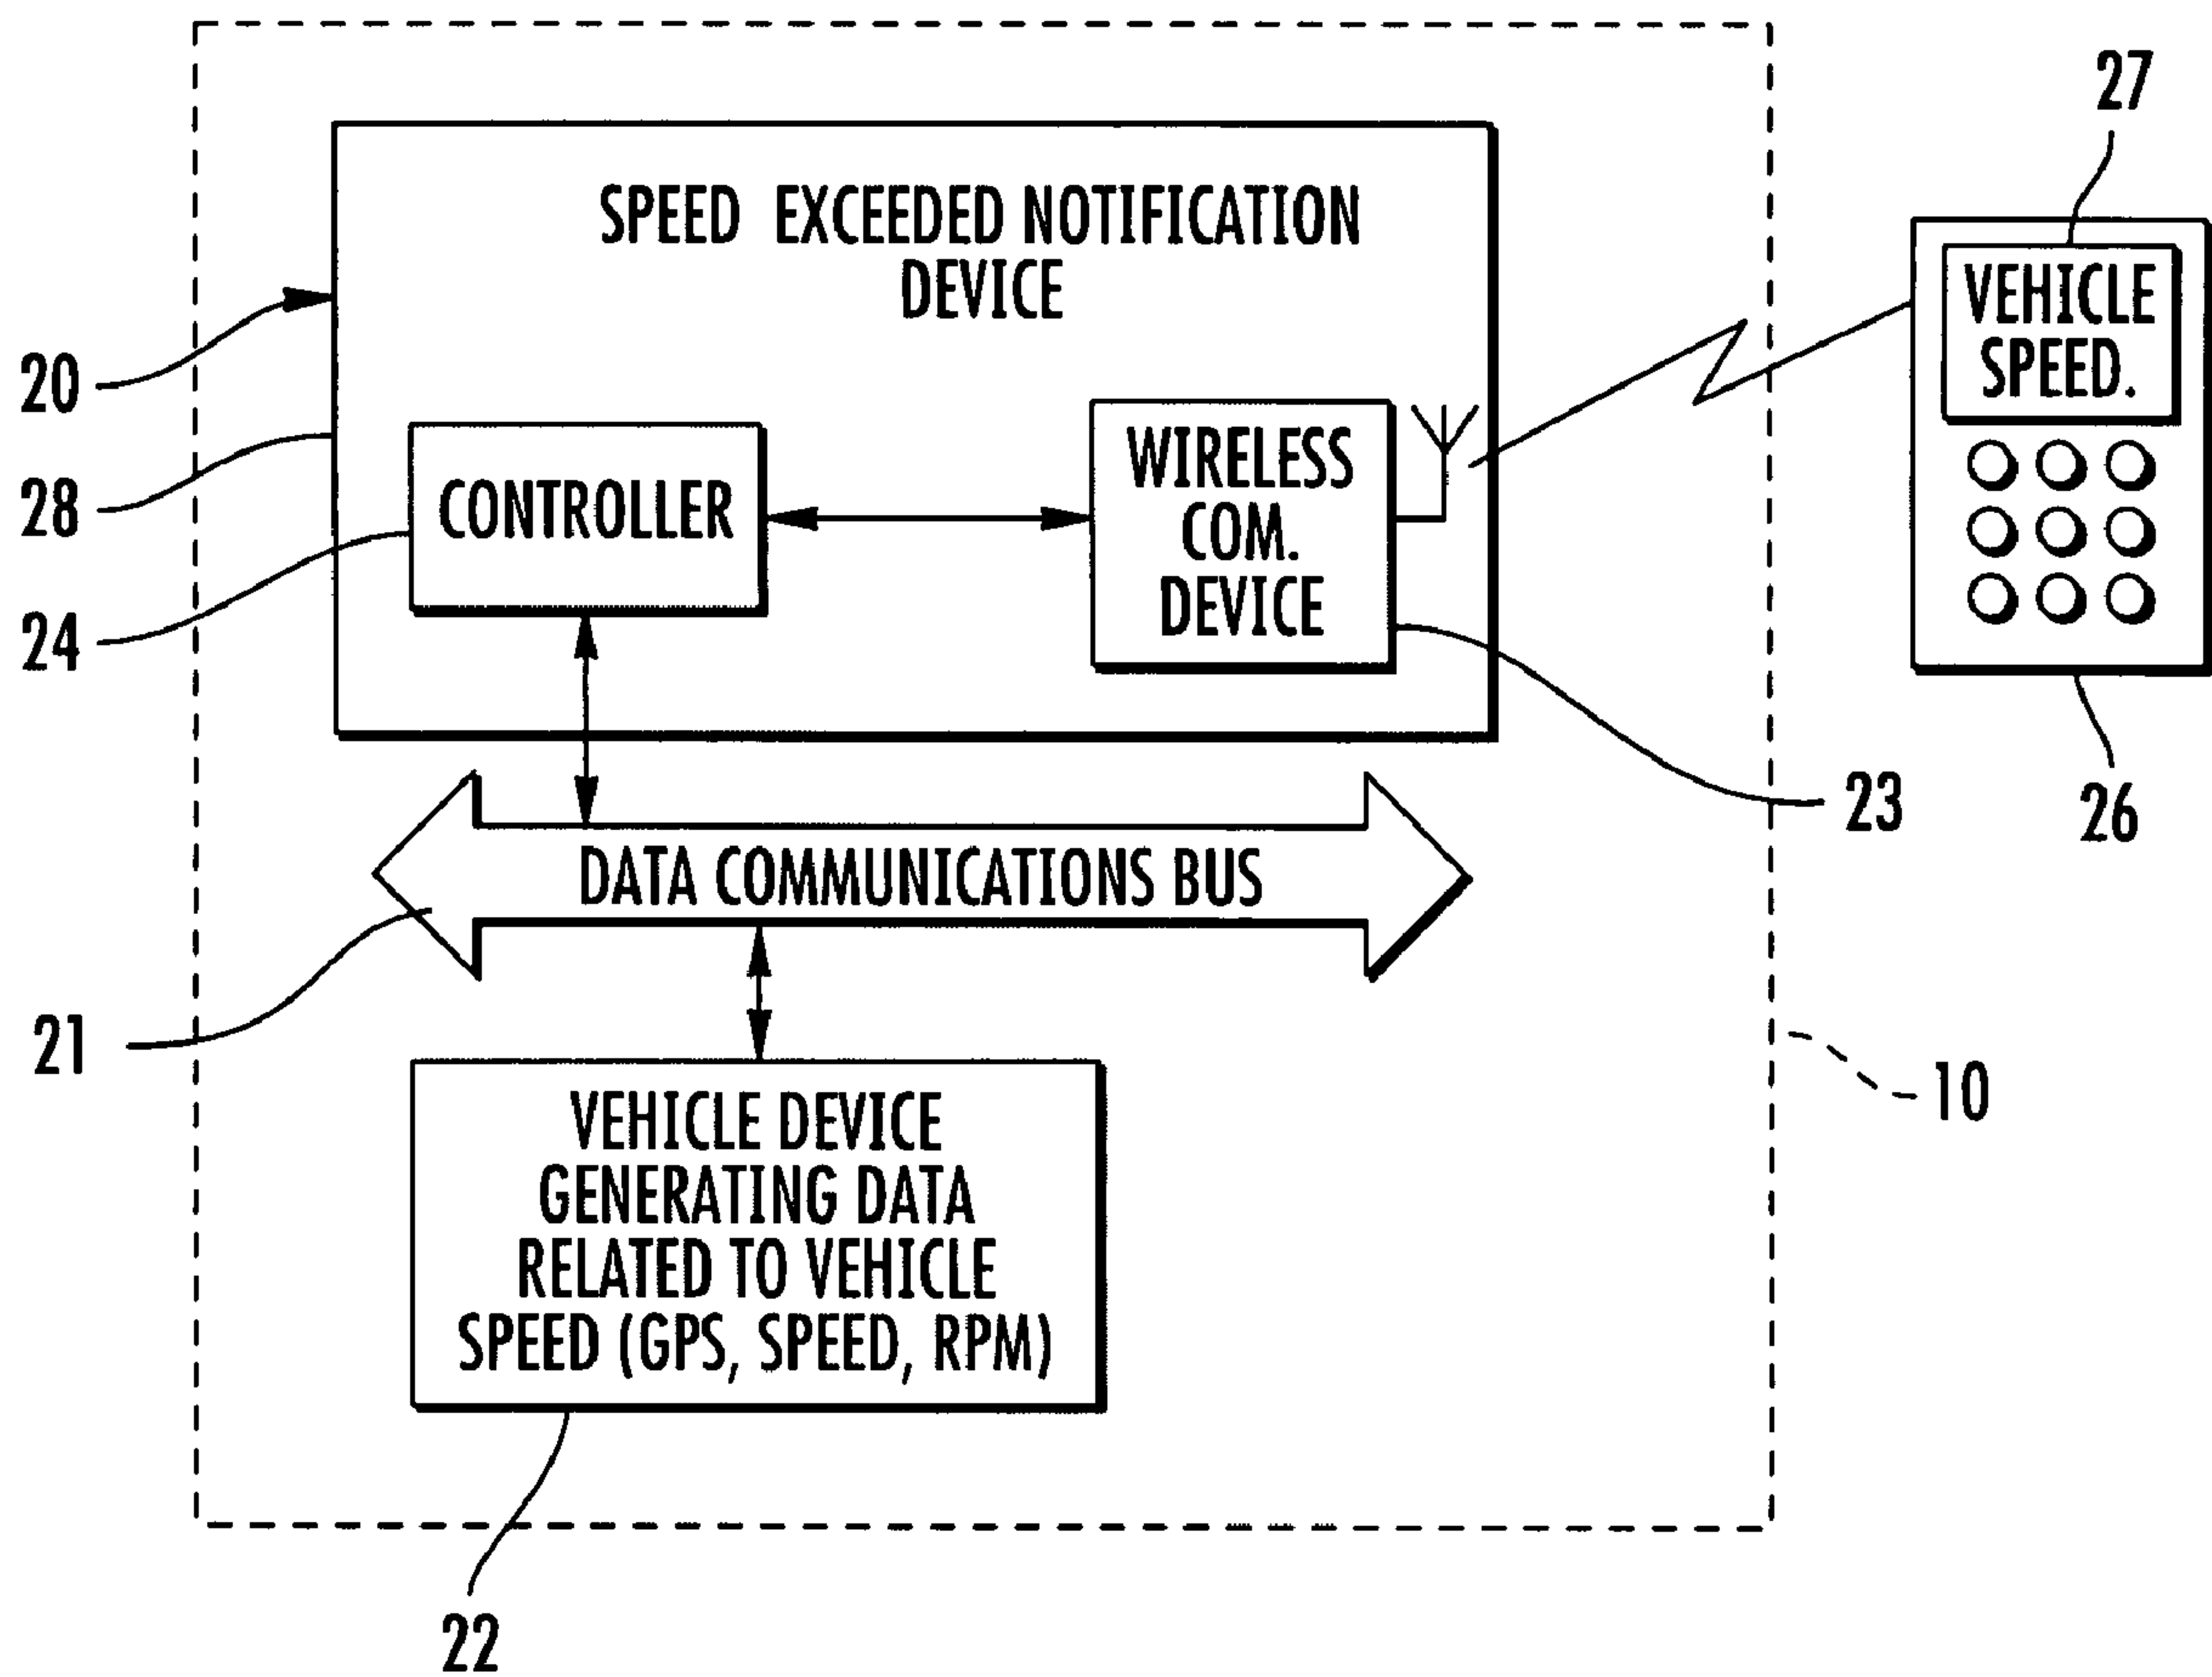 27
SPEED EXCEEDED NOTIFICATION
DEVICE
VEHICLE
SPEED.
20
28
24
CONTROLLER
WIRELESS
COM.
DEVICE
23
26
DATA COMMUNICATIONS BUS
21
10
VEHICLE DEVICE
GENERATING DATA
RELATED TO VEHICLE
SPEED (GPS, SPEED, RPM)
22